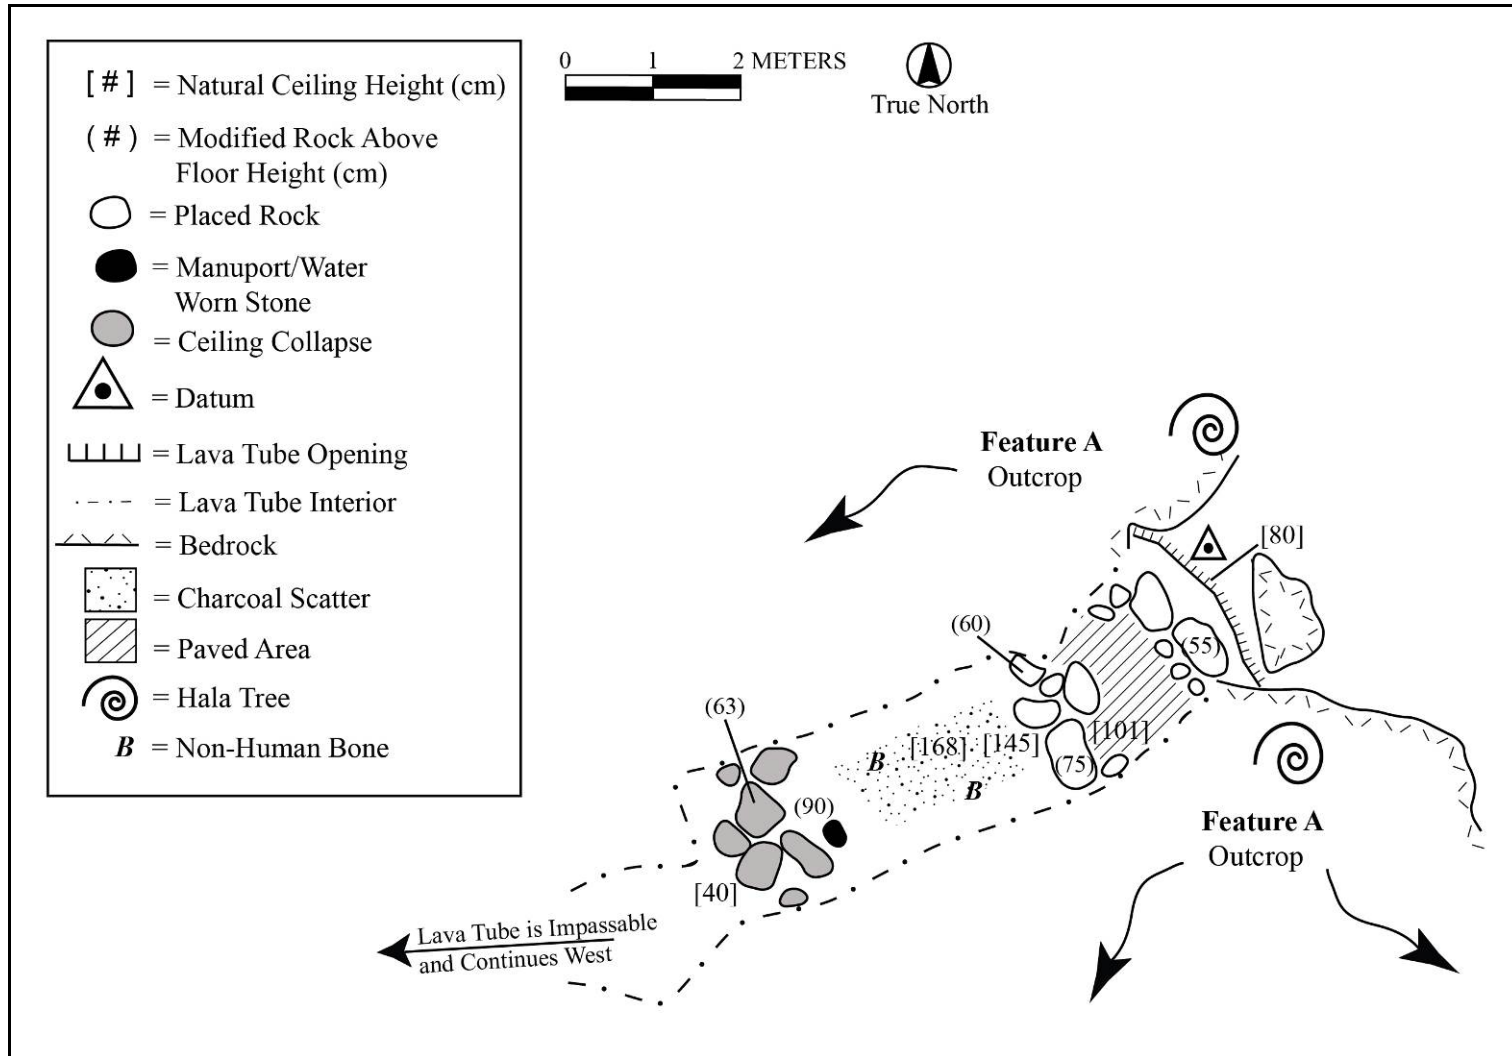 [#] = Natural Ceiling Height (cm)
(#) = Modified Rock Above
Floor Height (cm)
= Placed Rock
= Manuport/Water
Worn Stone
= Ceiling Collapse
= Datum
= Lava Tube Opening
= Lava Tube Interior
= Bedrock
= Charcoal Scatter
= Paved Area
= Hala Tree
B = Non-Human Bone
0 1 2 METERS
True North
Feature A
Outcrop
[80]
(60)
(55)
(63)
[101]
[168]
[145]
B
(75)
B
(90)
[40]
Feature A
Outcrop
Lava Tube is Impassable
and Continues West